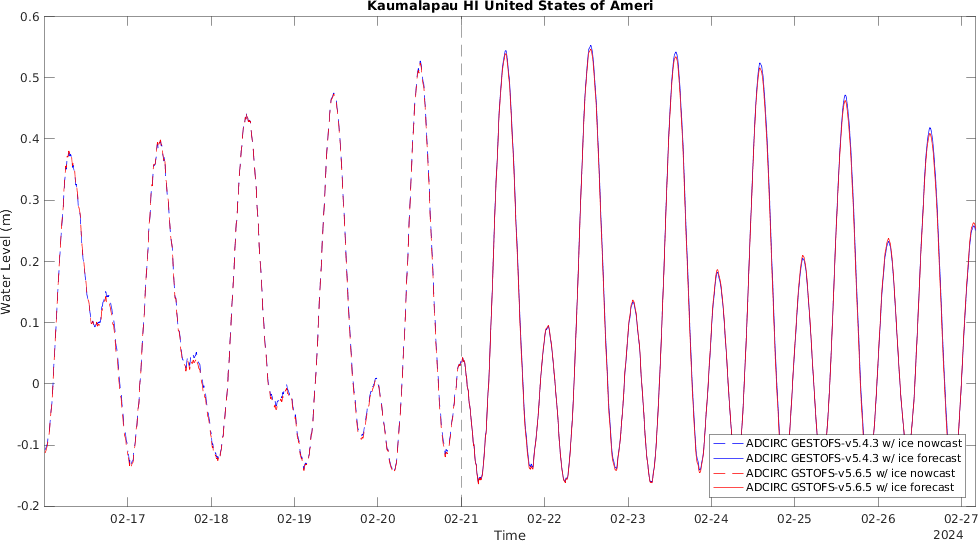 Kaumalapau HI United States of Ameri
0.6
0.5
0.4
0.3
0.2
0.1
0
-0.1
-0.2
Water Level (m)
ADCIRC GESTOFS-v5.4.3 w/ ice nowcast
ADCIRC GESTOFS-v5.4.3 w/ ice forecast
ADCIRC GSTOFS-v5.6.5 w/ ice nowcast
ADCIRC GSTOFS-v5.6.5 w/ ice forecast
02-17 02-18 02-19 02-20 02-21 02-22 02-23 02-24 02-25 02-26 02-27
Time
2024